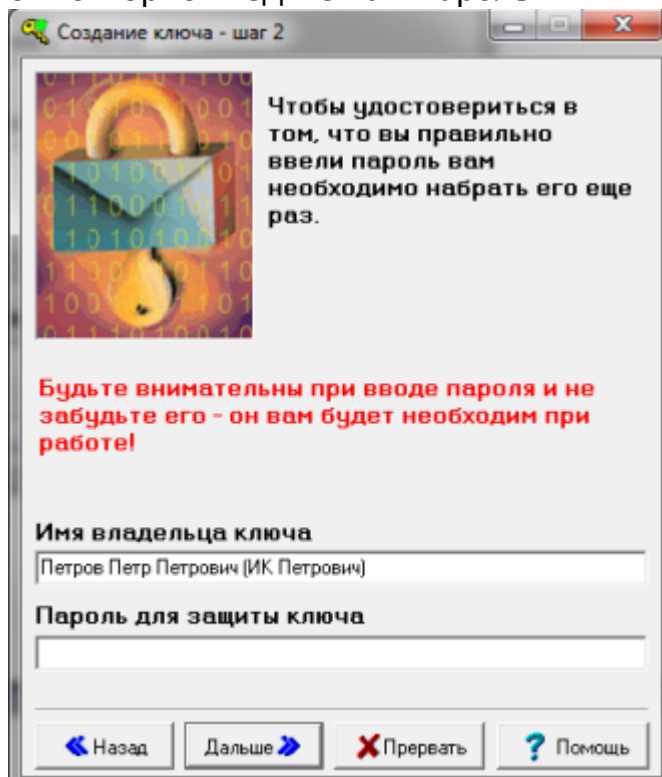 Создание ключа - шаг 2
Чтобы удостовериться в
том, что вы правильно
ввели пароль вам
необходимо набрать его еще
раз.
Будьте внимательны при вводе пароля и не
забудьте его - он вам будет необходим при
работе!
Имя владельца ключа
Петров Петр Петрович (ИК Петрович)
Пароль для защиты ключа
Назад
Дальше
Прервать
Помощь